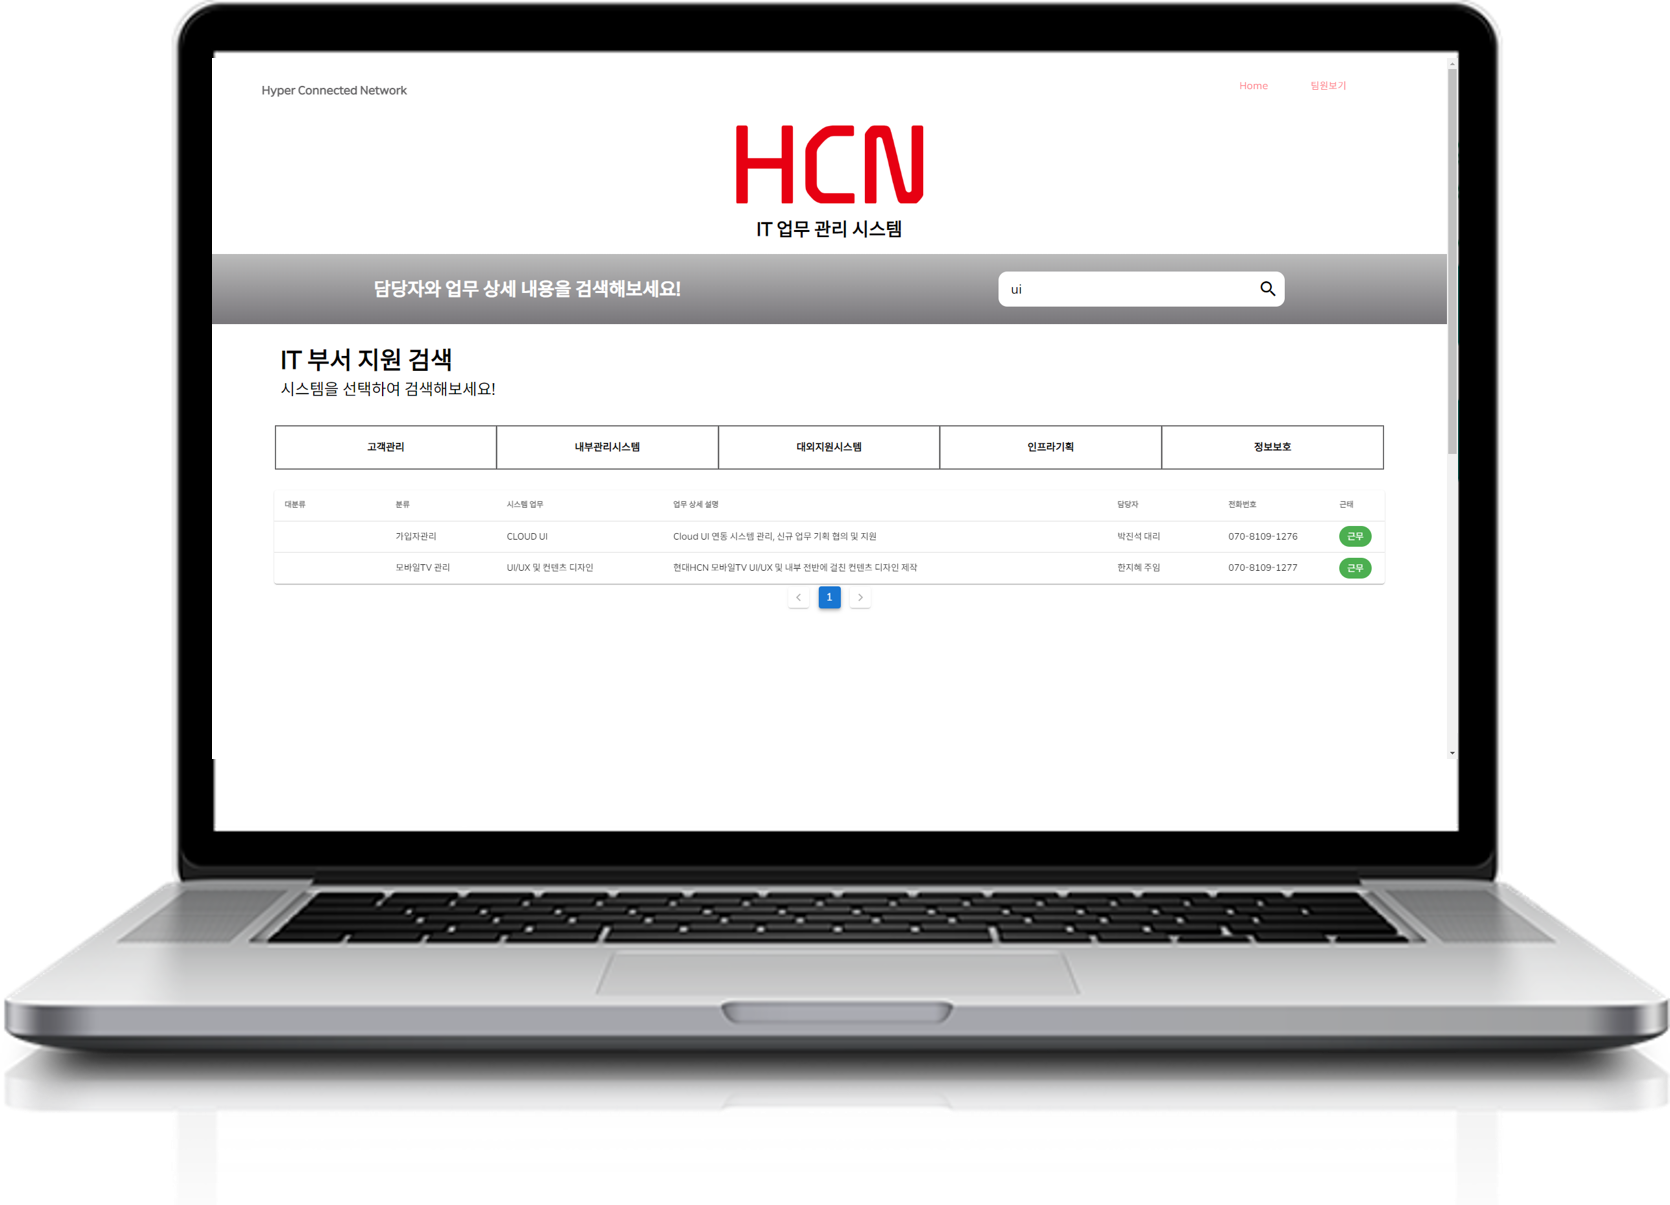 Hyper Connected Network
Home 팀원보기
HCN
IT 업무 관리 시스템
담당자와 업무 상세 내용을 검색해보세요!
ui
IT 부서 지원 검색
시스템을 선택하여 검색해보세요!
고객관리 내부관리시스템 대외지원시스템 인프라기획 정보보호
대분류 분류 시스템 업무 업무 상세 설명 담당자 전화번호 근태
가입자관리 CLOUD UI Cloud UI 연동 시스템 관리, 신규 업무 기획 협의 및 지원 박진석 대리 070-8109-1276 근무
모바일TV 관리 UI/UX 및 컨텐츠 디자인 현대HCN 모바일TV UI/UX 및 내부 전반에 걸친 컨텐츠 디자인 제작 한지혜 주임 070-8109-1277 근무
1